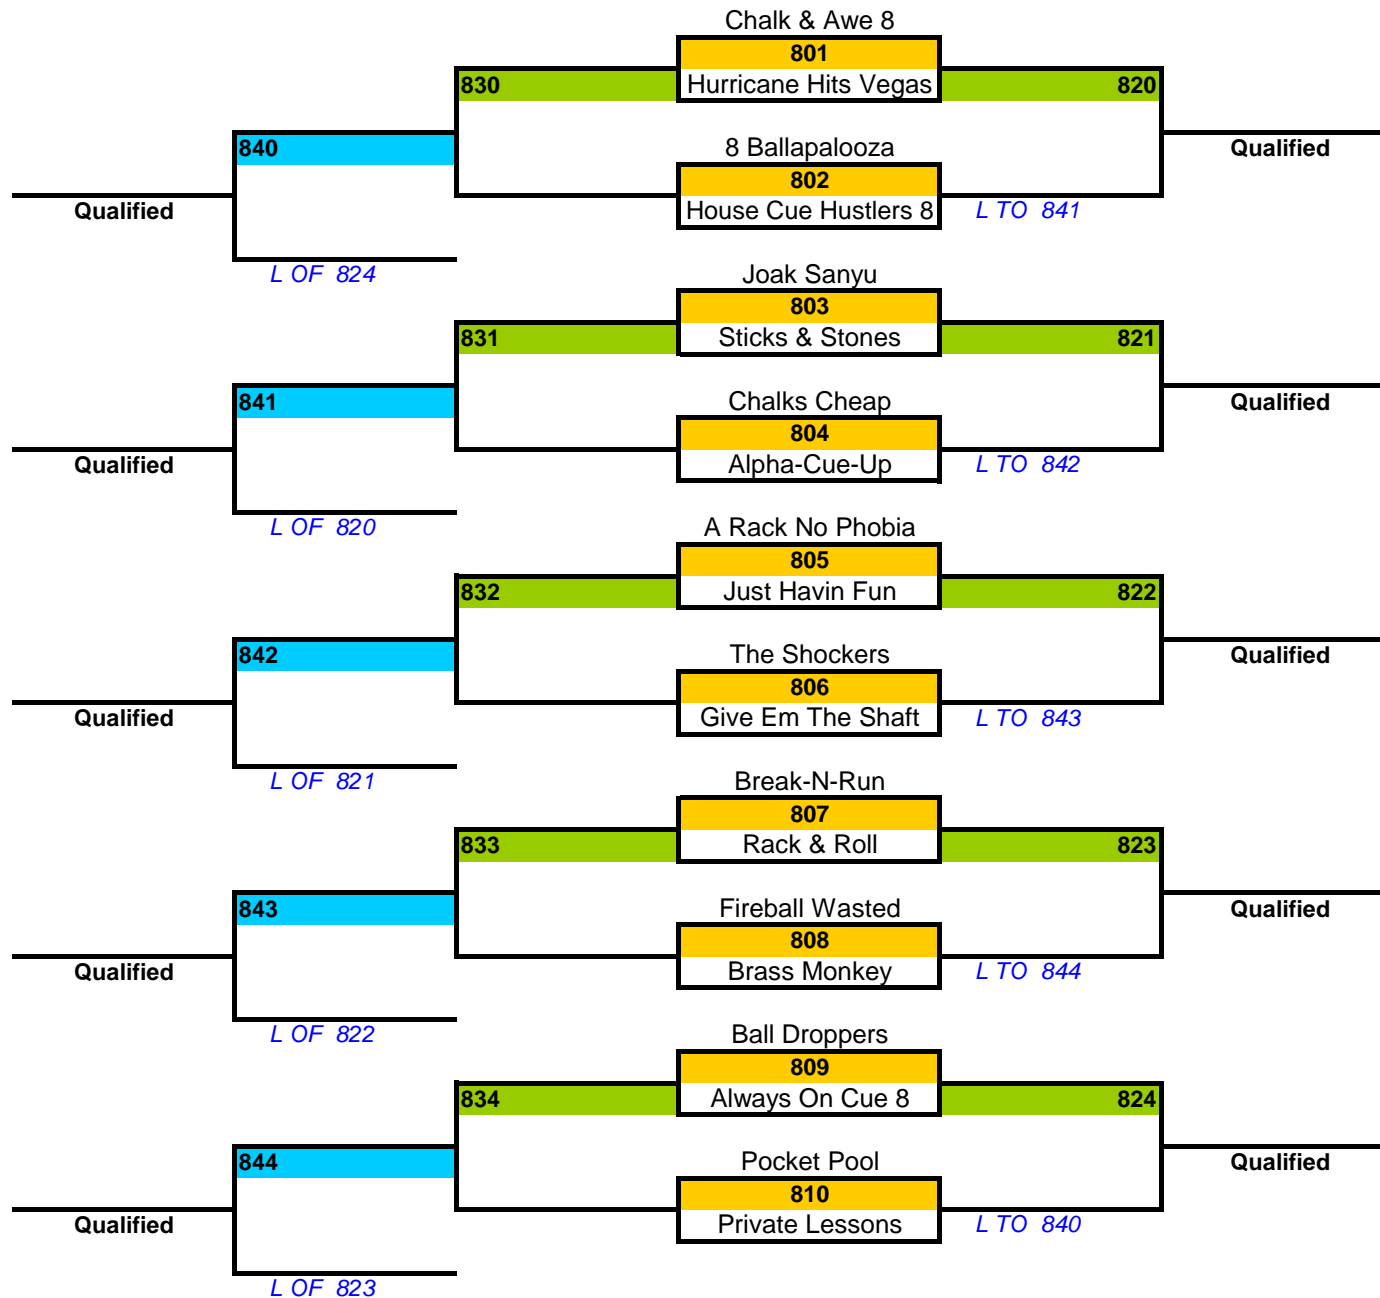 Chalk & Awe 8
801
830 Hurricane Hits Vegas 820
840 8 Ballapalooza Qualified
802
Qualified House Cue Hustlers 8 L TO 841
L OF 824 Joak Sanyu
803
831 Sticks & Stones 821
841 Chalks Cheap Qualified
804
Qualified Alpha-Cue-Up L TO 842
L OF 820 A Rack No Phobia
805
832 Just Havin Fun 822
842 The Shockers Qualified
806
Qualified Give Em The Shaft L TO 843
L OF 821 Break-N-Run
807
833 Rack & Roll 823
843 Fireball Wasted Qualified
808
Qualified Brass Monkey L TO 844
L OF 822 Ball Droppers
809
834 Always On Cue 8 824
844 Pocket Pool Qualified
810
Qualified Private Lessons L TO 840
L OF 823